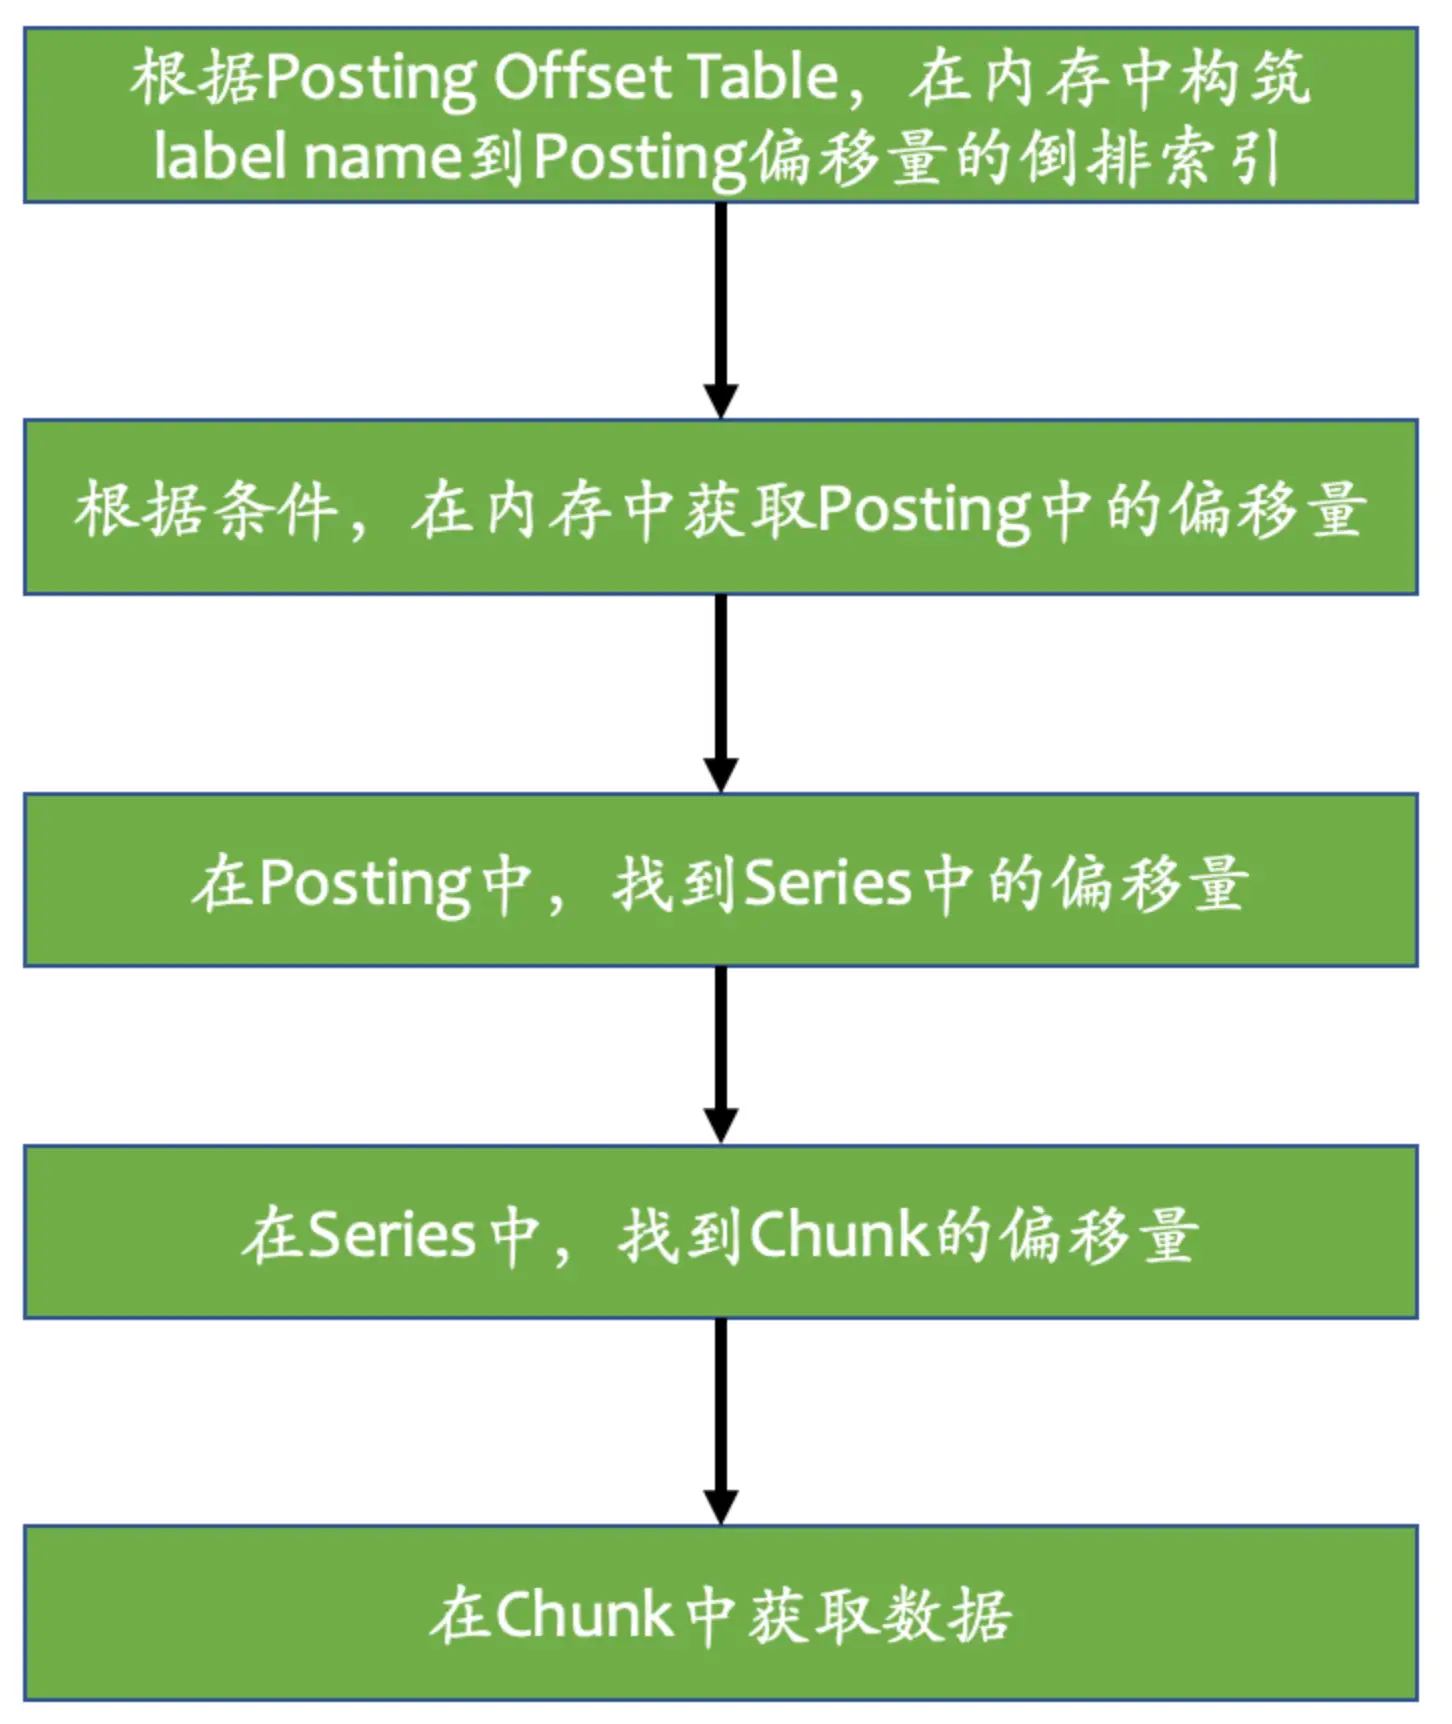 根据Posting Offset Table，在内存中构筑
label name到Posting偏移量的倒排索引
根据条件，在内存中获取Posting中的偏移量
在Posting中，找到Series中的偏移量
在Series中，找到Chunk的偏移量
在Chunk中获取数据